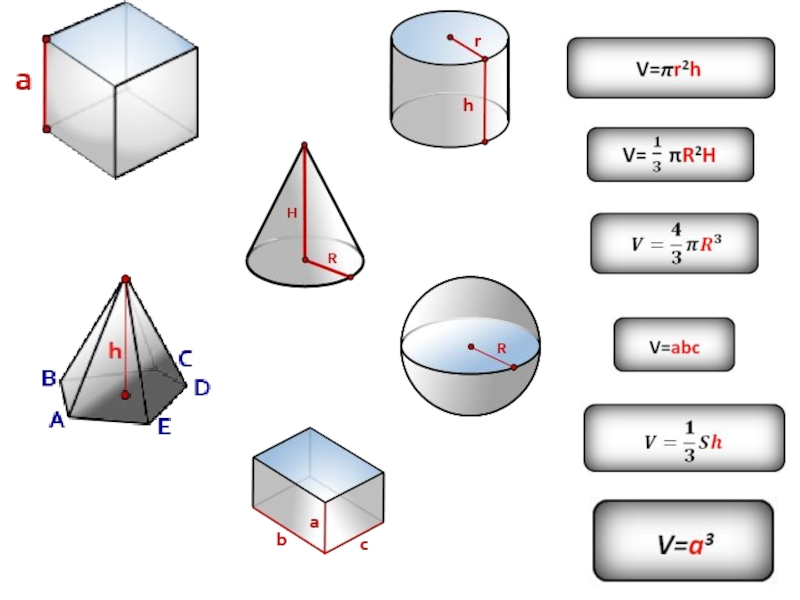 a
r
h
V=πr²h
H
R
V= 1/3 πR²H
V = 4/3 πR³
h
B
C
D
A
E
R
V=abc
a
b
c
V = 1/3 Sh
V=a³